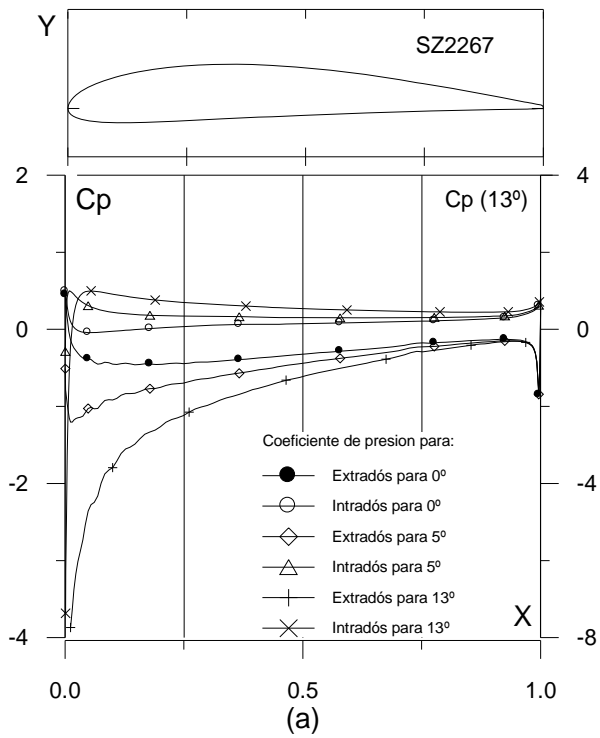 Y
SZ2267
2
4
Cp
Cp (13º)
0
0
Coeficiente de presion para:
Extradós para 0º
-2
-4
Intradós para 0º
Extradós para 5º
Intradós para 5º
Extradós para 13º
X
Intradós para 13º
-4
-8
0.0
0.5
1.0
(a)